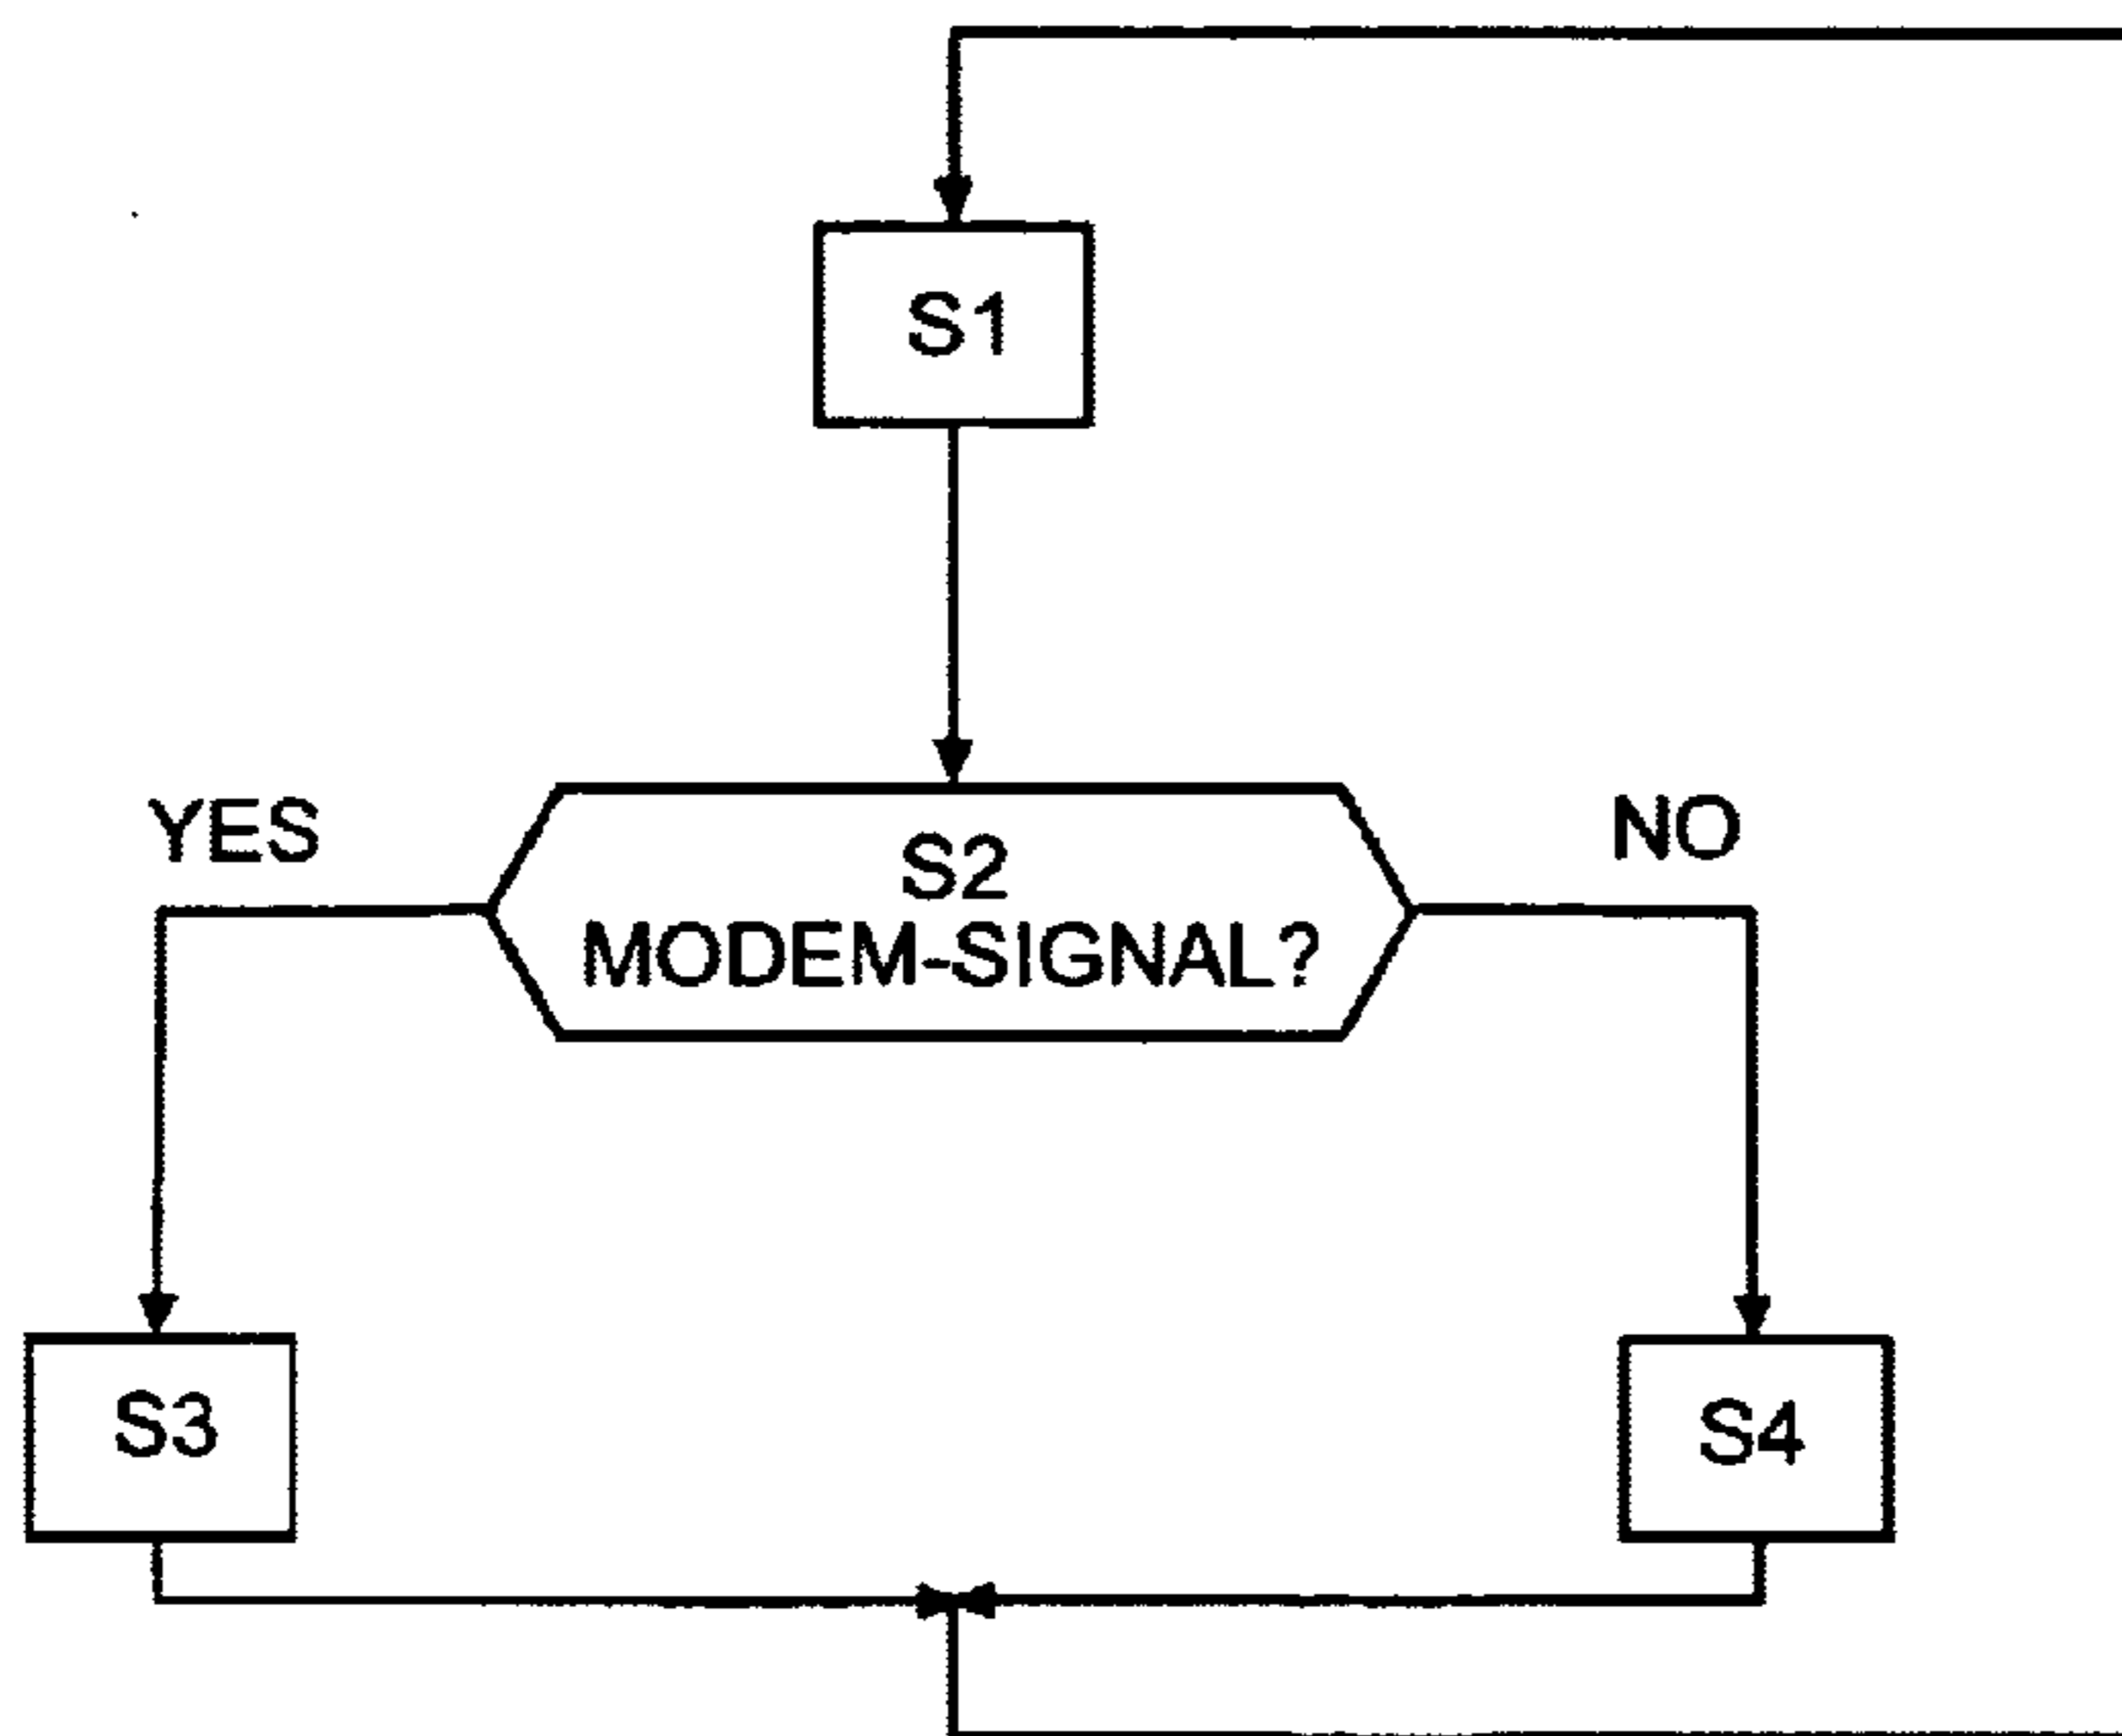 S1
YES
NO
S2
MODEM-SIGNAL?
S3
S4